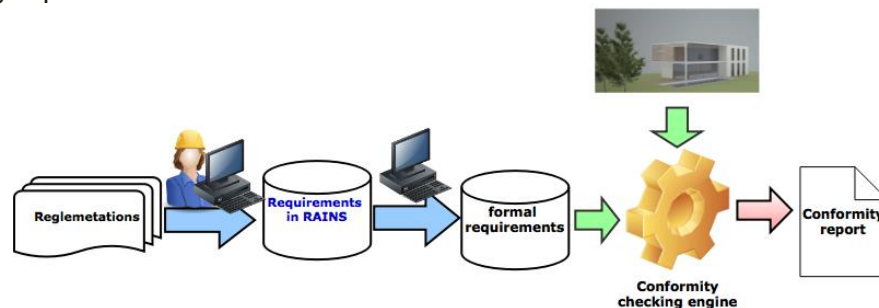 Reglemetations
Requirements
in RAINS
formal
requirements
Conformity
checking engine
Conformity
report